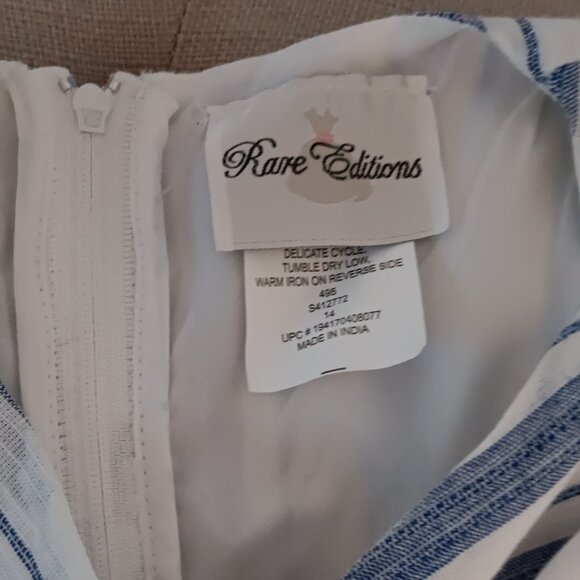 Rare Editions
DELICATE CYCLE.
TUMBLE DRY LOW.
WARM IRON ON REVERSE SIDE
495
S412772
14
UPC # 194170408077
MADE IN INDIA